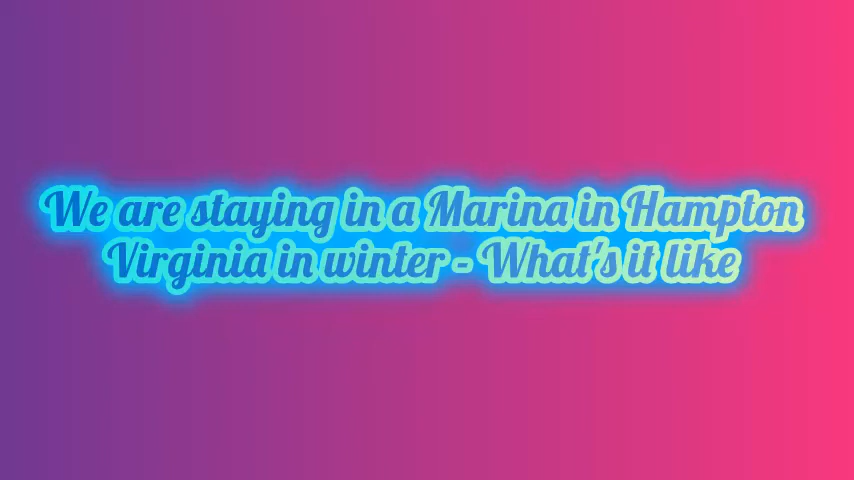 We are staying in a Marina in Hampton
Virginia in winter - What's it like